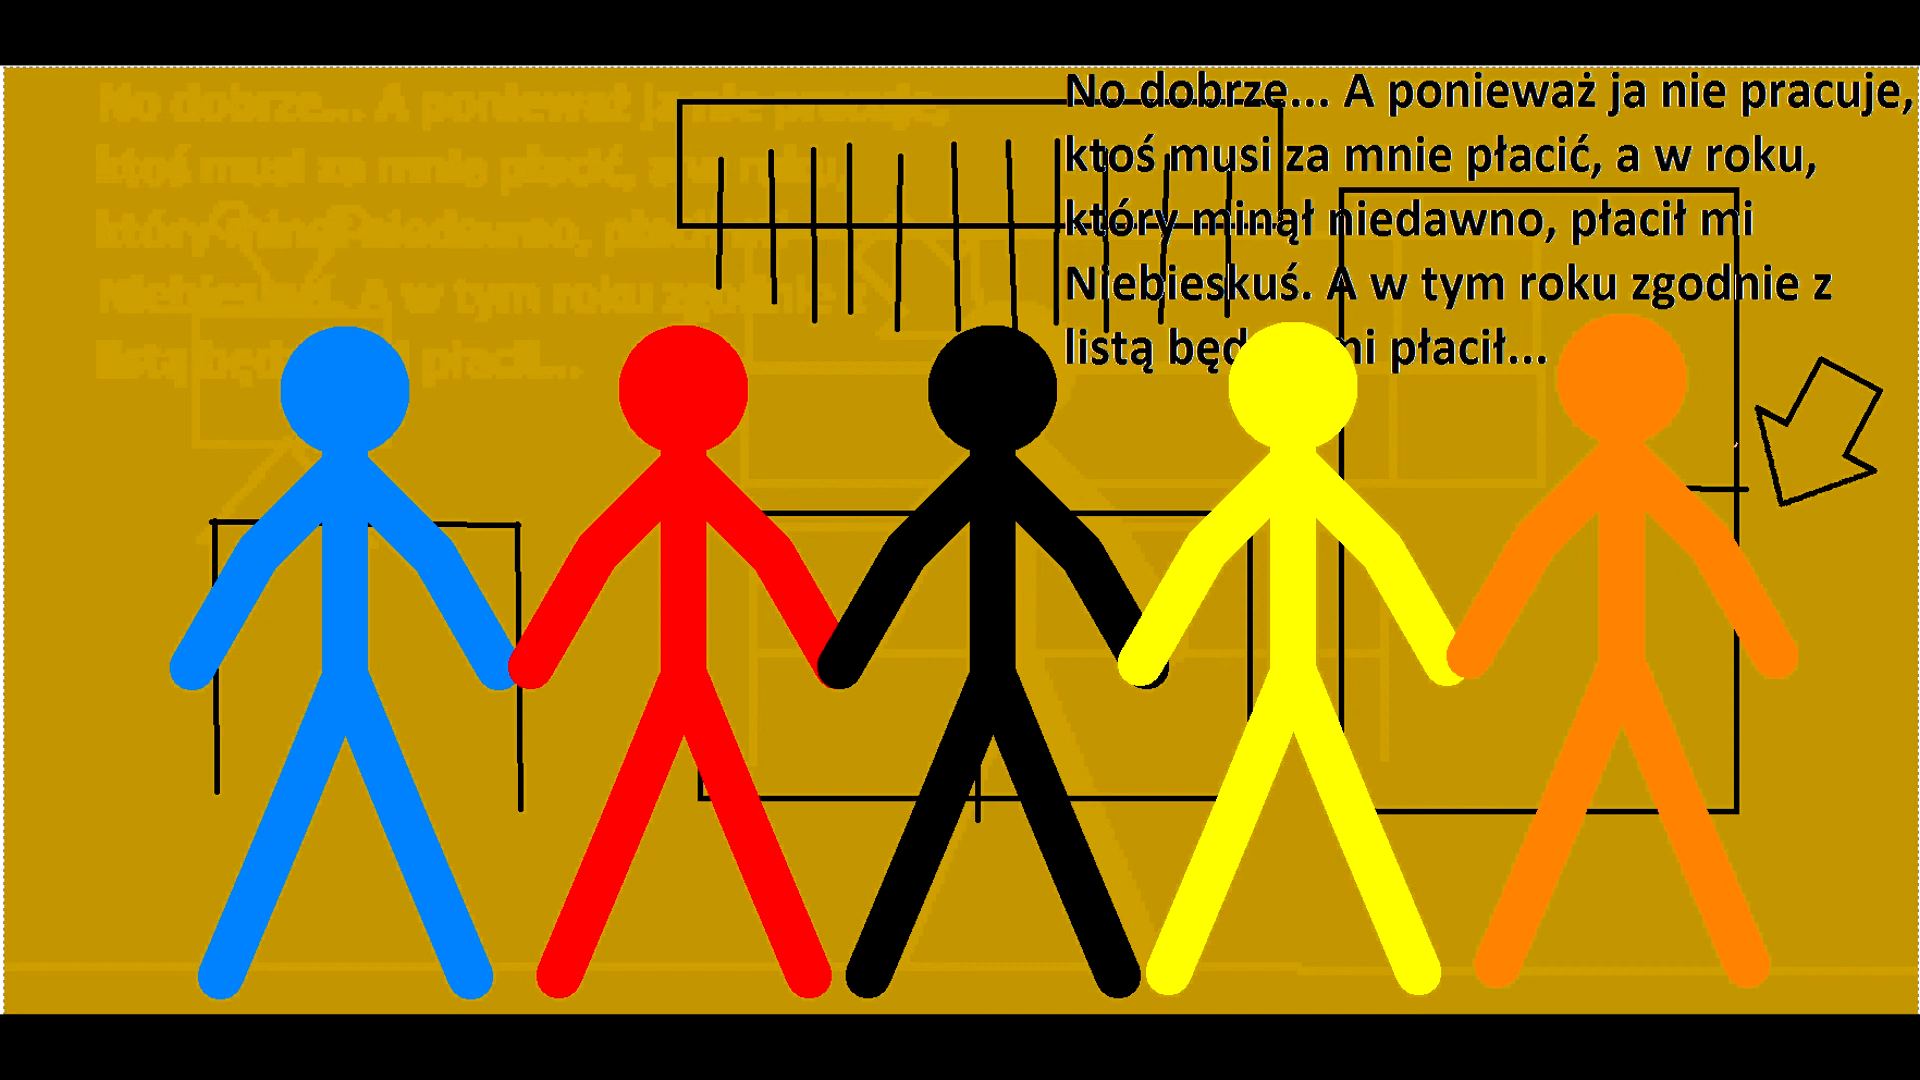 No dobrze... A ponieważ ja nie pracuje,
ktoś musi za mnie płacić, a w roku,
który minął niedawno, płacił mi
Niebieskuś. A w tym roku zgodnie z
listą mi płacił...